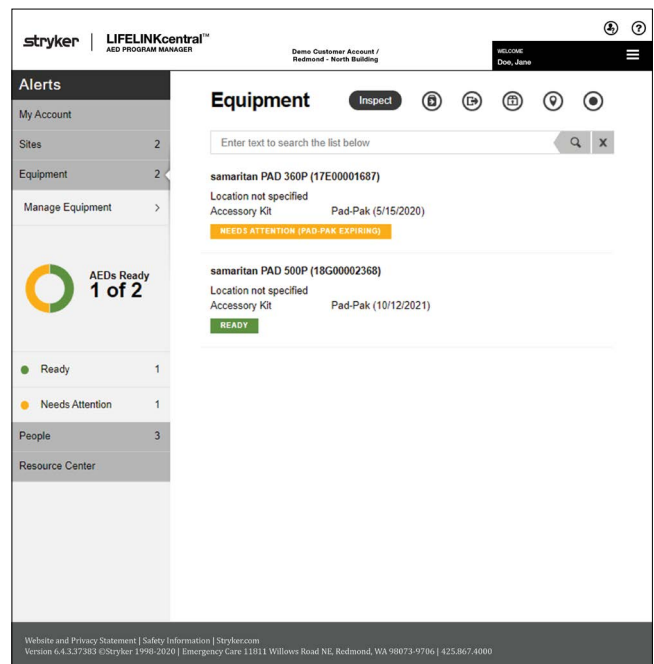 stryker
LIFELINKcentral™
AED PROGRAM MANAGER
Demo Customer Account /
Redmond - North Building
WELCOME
Doe, Jane
?
Alerts
My Account
Sites 2
Equipment 2
Manage Equipment >
AEDs Ready
1 of 2
Ready 1
Needs Attention 1
People 3
Resource Center
Equipment Inspect
Enter text to search the list below X
samaritan PAD 360P (17E00001687)
Location not specified
Accessory Kit Pad-Pak (5/15/2020)
NEEDS ATTENTION (PAD-PAK EXPIRING)
samaritan PAD 500P (18G00002368)
Location not specified
Accessory Kit Pad-Pak (10/12/2021)
READY
Website and Privacy Statement | Safety Information | Stryker.com
Version 6.4.3.37383 ©Stryker 1998-2020 | Emergency Care 11811 Willows Road NE, Redmond, WA 98073-9706 | 425.867.4000